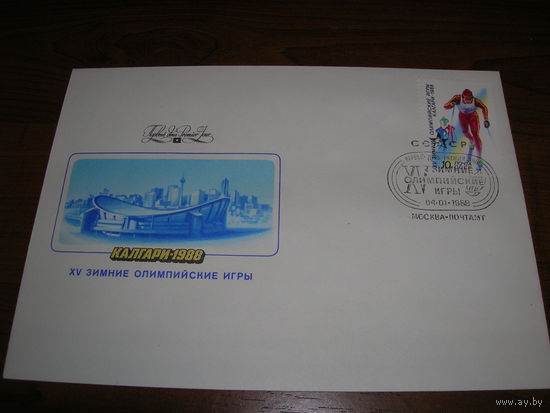 Первый день Premier Jour
КАЛГАРИ·1988
XV ЗИМНИЕ ОЛИМПИЙСКИЕ ИГРЫ
СССР
XV ЗИМНИЕ
ОЛИМПИЙСКИЕ
ИГРЫ
04·01·1988
МОСКВА·ПОЧТАМТ
www.ay.by